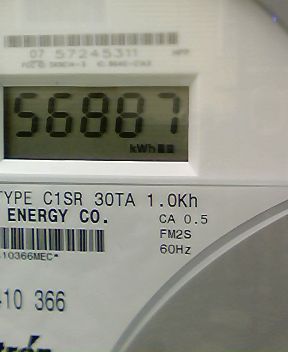 07 57245311
56887
kWh
TYPE C1SR 30TA 1.0Kh
ENERGY CO.
CA 0.5
FM2S
60Hz
10366MEC*
10 366